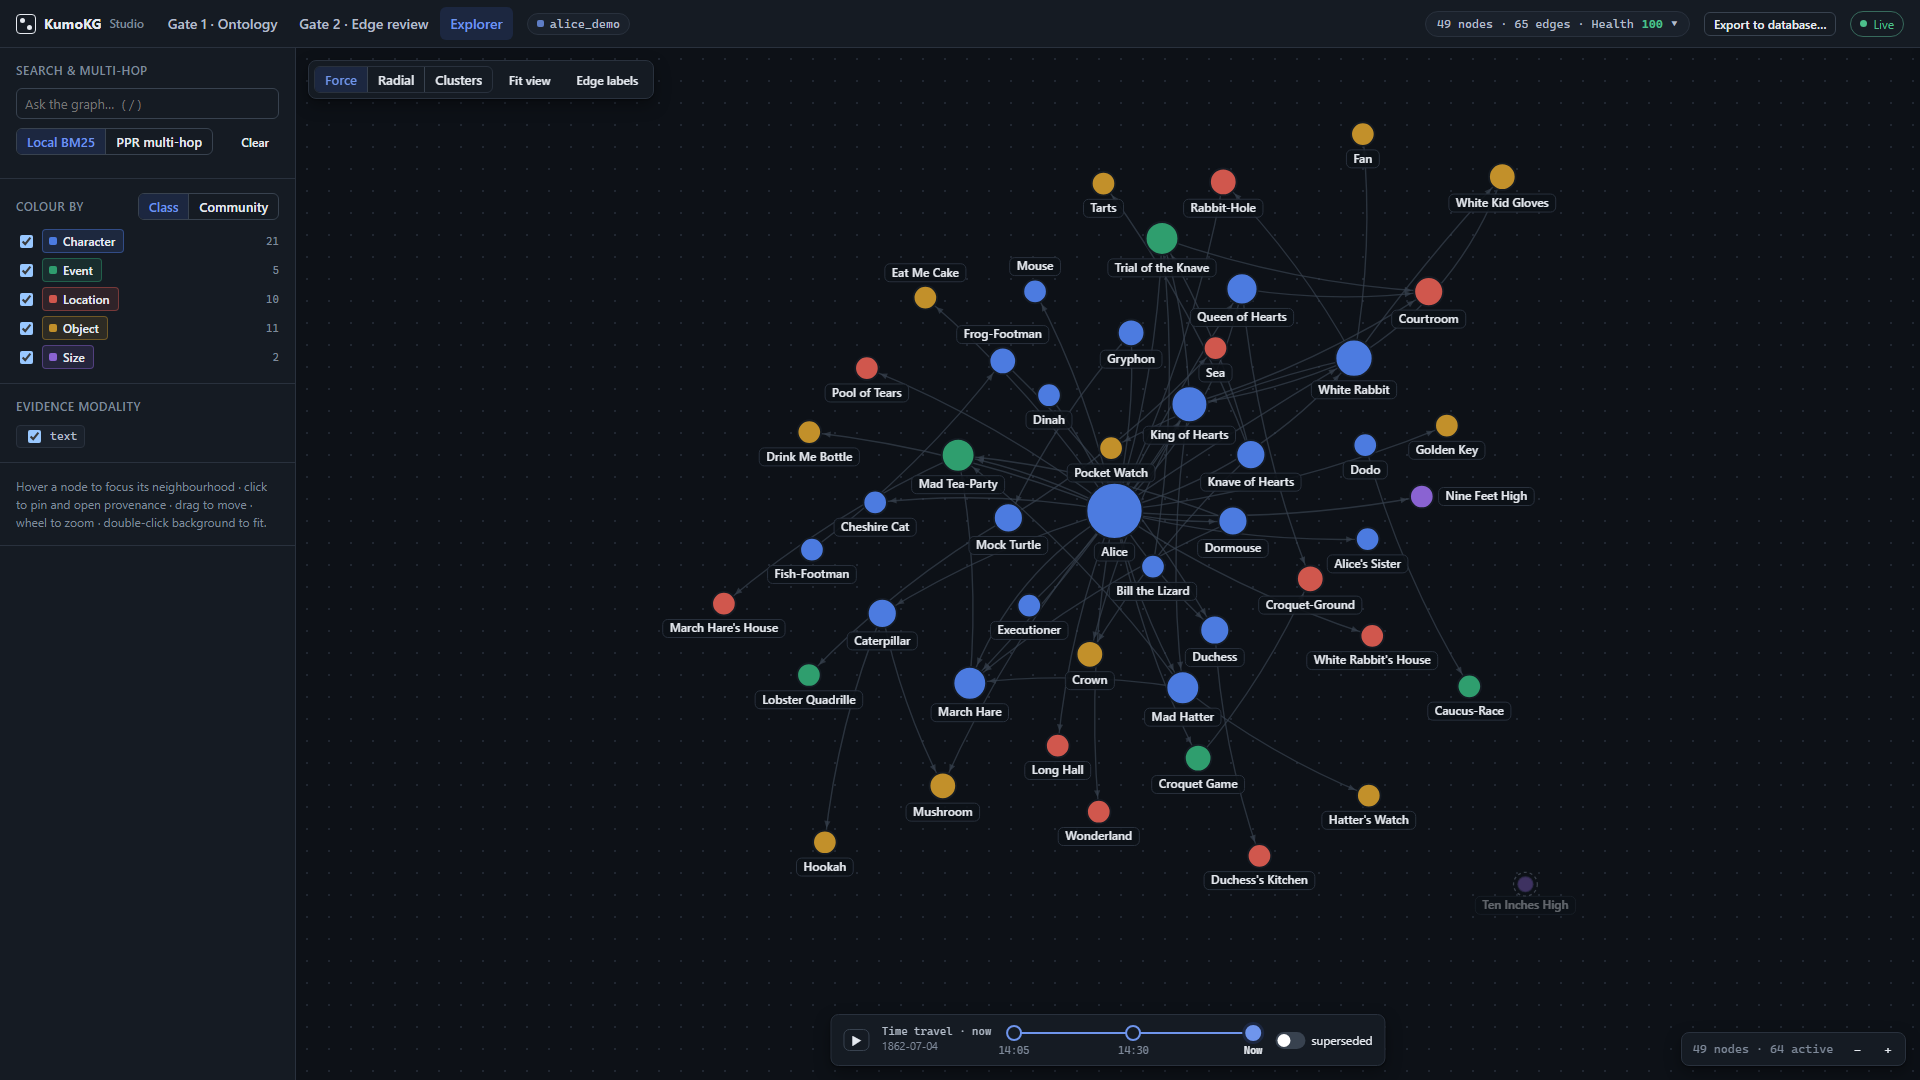 KumoKG Studio Gate 1 · Ontology Gate 2 · Edge review Explorer alice_demo 49 nodes · 65 edges · Health 100 Export to database... Live
SEARCH & MULTI-HOP
Ask the graph... (/)
Local BM25 PPR multi-hop Clear
COLOUR BY Class Community
Character 21
Event 5
Location 10
Object 11
Size 2
EVIDENCE MODALITY
text
Hover a node to focus its neighbourhood · click
to pin and open provenance · drag to move ·
wheel to zoom · double-click background to fit.
Force Radial Clusters Fit view Edge labels
Fan
White Kid Gloves
Tarts
Rabbit-Hole
Trial of the Knave
Mouse
Eat Me Cake
Queen of Hearts
Courtroom
Frog-Footman
Gryphon
Sea
White Rabbit
Pool of Tears
Dinah
King of Hearts
Golden Key
Drink Me Bottle
Pocket Watch
Dodo
Mad Tea-Party
Knave of Hearts
Nine Feet High
Cheshire Cat
Mock Turtle
Alice
Dormouse
Alice's Sister
Fish-Footman
Bill the Lizard
Croquet-Ground
March Hare's House
Executioner
Caterpillar
Duchess
White Rabbit's House
Crown
Lobster Quadrille
March Hare
Mad Hatter
Caucus-Race
Long Hall
Croquet Game
Mushroom
Hatter's Watch
Wonderland
Hookah
Duchess's Kitchen
Ten Inches High
Time travel · now
1862-07-04
14:05 14:30 Now
superseded
49 nodes · 64 active − +